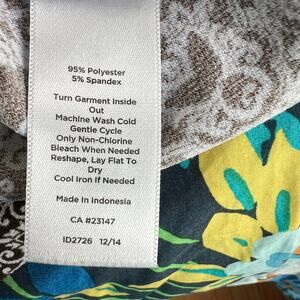 95% Polyester
5% Spandex
Turn Garment Inside
Out
Machine Wash Cold
Gentle Cycle
Only Non-Chlorine
Bleach When Needed
Reshape, Lay Flat To
Dry
Cool Iron If Needed
Made In Indonesia
CA #23147
ID2726 12/14